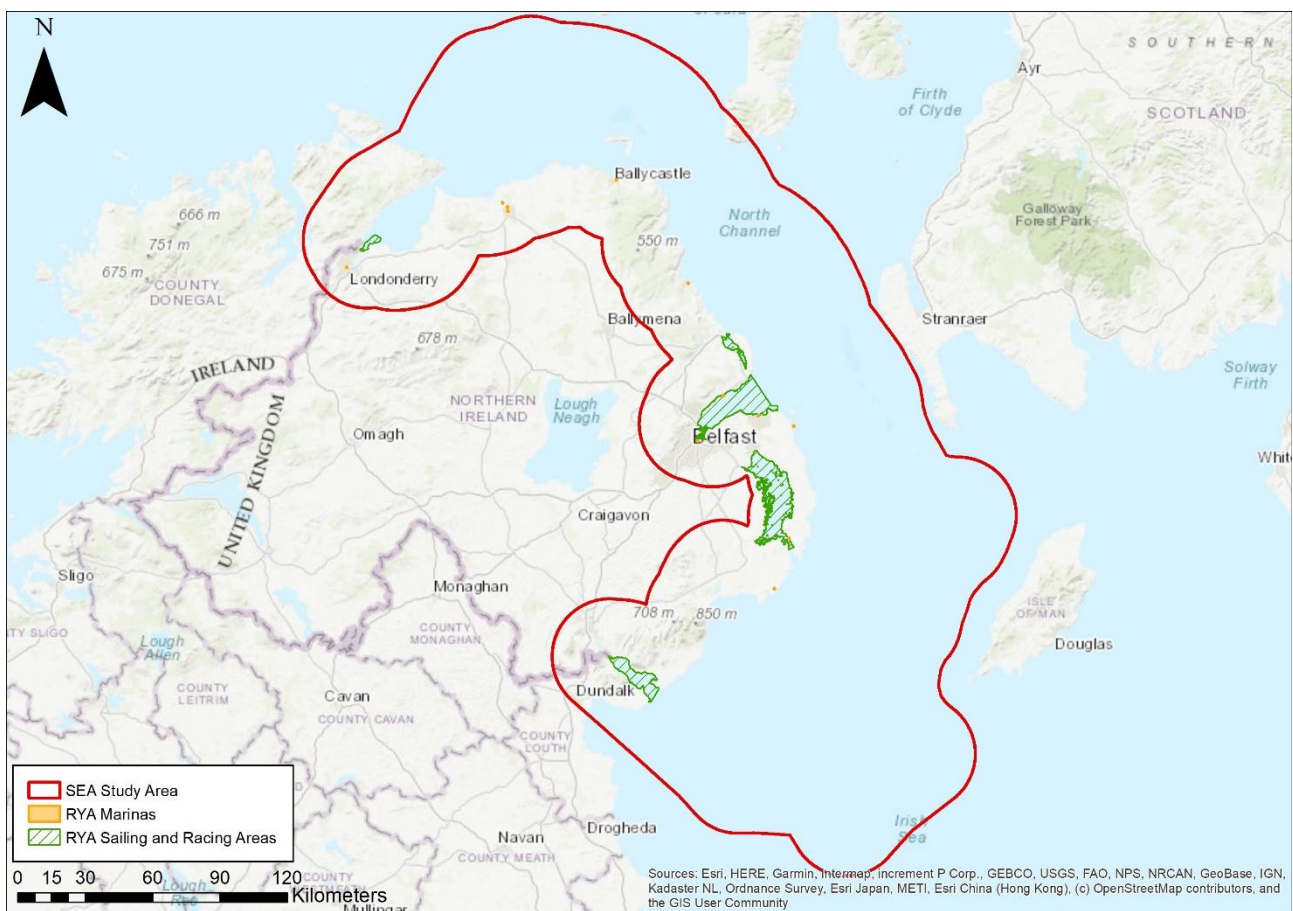 N
SOUTHERN
Ayr
Firth
of Clyde
SCOTLAND
Ballycastle
Galloway
Forest Park
666 m
751 m
675 m
COUNTY
DONEGAL
North
Channel
550 m
Londonderry
Ballymena
Stranraer
678 m
IRELAND
UNITED KINGDOM
Solway
Firth
NORTHERN
IRELAND
Lough
Neagh
Omagh
Belfast
Whit
Craigavon
Sligo
Monaghan
708 m
850 m
ISLE
OF MAN
NTY SLIGO
Lough
Allen
COUNTY
MONAGHAN
Douglas
COUNTY
LEITRIM
Cavan
Dundalk
COUNTY CAVAN
COUNTY
LOUTH
SEA Study Area
RYA Marinas
RYA Sailing and Racing Areas
Drogheda
Navan
COUNTY MEATH
Irish
Sea
0 15 30 60 90 120
Kilometers
Lough
Ree
Mullingar
Sources: Esri, HERE, Garmin, Intermap, increment P Corp., GEBCO, USGS, FAO, NPS, NRCAN, GeoBase, IGN,
Kadaster NL, Ordnance Survey, Esri Japan, METI, Esri China (Hong Kong), (c) OpenStreetMap contributors, and
the GIS User Community